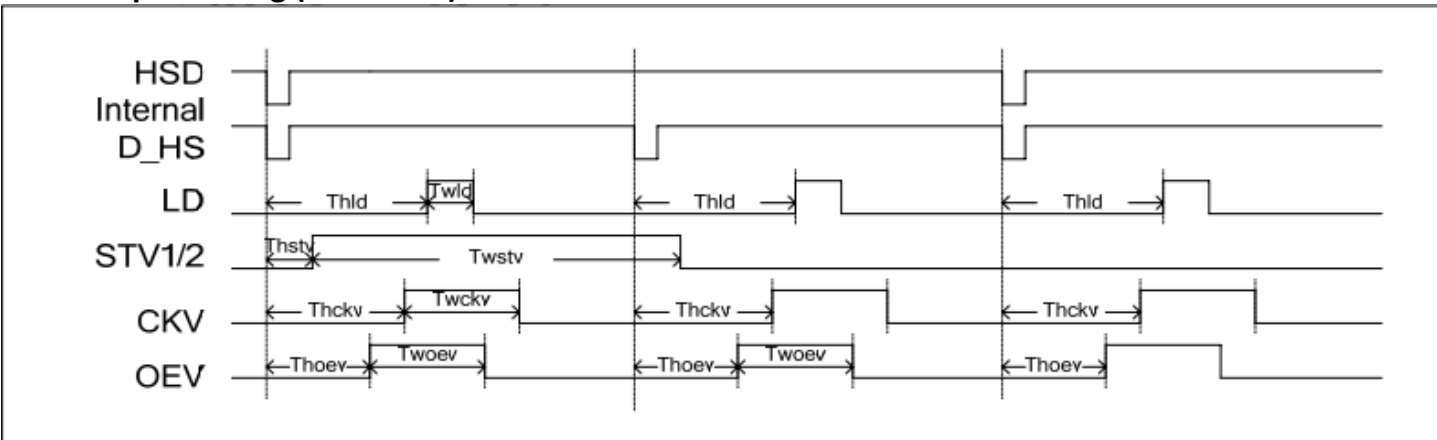 HSD
Internal
D_HS
LD Thld Twld Thld Thld
STV1/2 Thstv Twstv
CKV Thckv Twckv Thckv Thckv
OEV Thoev Twoev Thoev Twoev Thoev